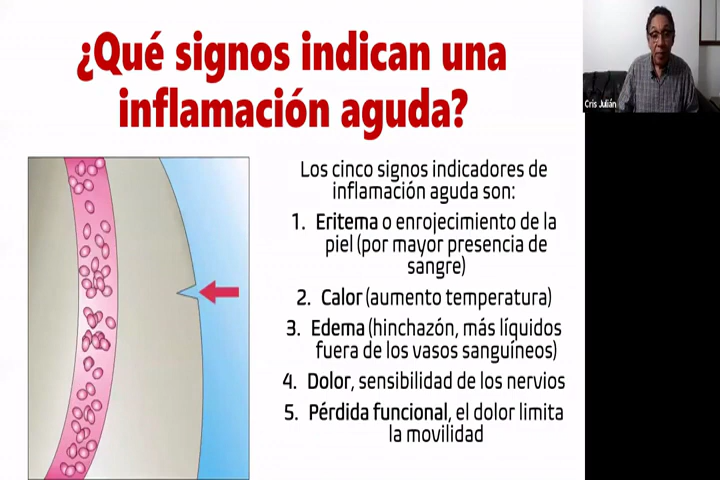 ¿Qué signos indican una
inflamación aguda?
Cris Julián
Los cinco signos indicadores de
inflamación aguda son:
1. Eritema o enrojecimiento de la
piel (por mayor presencia de
sangre)
2. Calor (aumento temperatura)
3. Edema (hinchazón, más líquidos
fuera de los vasos sanguíneos)
4. Dolor, sensibilidad de los nervios
5. Pérdida funcional, el dolor limita
la movilidad